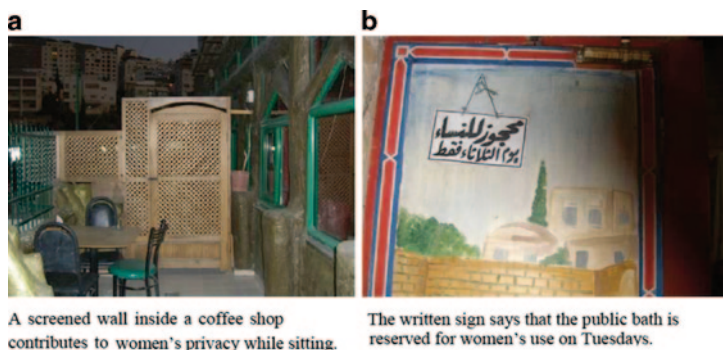 a
b
محجوز للنساء
يوم الثلاثاء فقط
A screened wall inside a coffee shop
contributes to women's privacy while sitting.
The written sign says that the public bath is
reserved for women's use on Tuesdays.